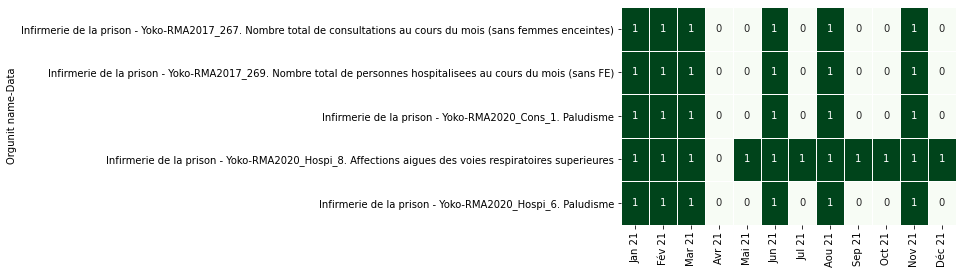 Orgunit name-Data
Infirmerie de la prison - Yoko-RMA2017_267. Nombre total de consultations au cours du mois (sans femmes enceintes) 1 1 1 0 0 1 0 1 0 0 1 0
Infirmerie de la prison - Yoko-RMA2017_269. Nombre total de personnes hospitalisees au cours du mois (sans FE) 1 1 1 0 0 1 0 1 0 0 1 0
Infirmerie de la prison - Yoko-RMA2020_Cons_1. Paludisme 1 1 1 0 0 1 0 1 0 0 1 0
Infirmerie de la prison - Yoko-RMA2020_Hospi_8. Affections aigues des voies respiratoires superieures 1 1 1 0 1 1 1 1 1 1 1 1
Infirmerie de la prison - Yoko-RMA2020_Hospi_6. Paludisme 1 1 1 0 0 1 0 1 0 0 1 0
Jan 21 Fév 21 Mar 21 Avr 21 Mai 21 Jun 21 Jul 21 Aou 21 Sep 21 Oct 21 Nov 21 Déc 21